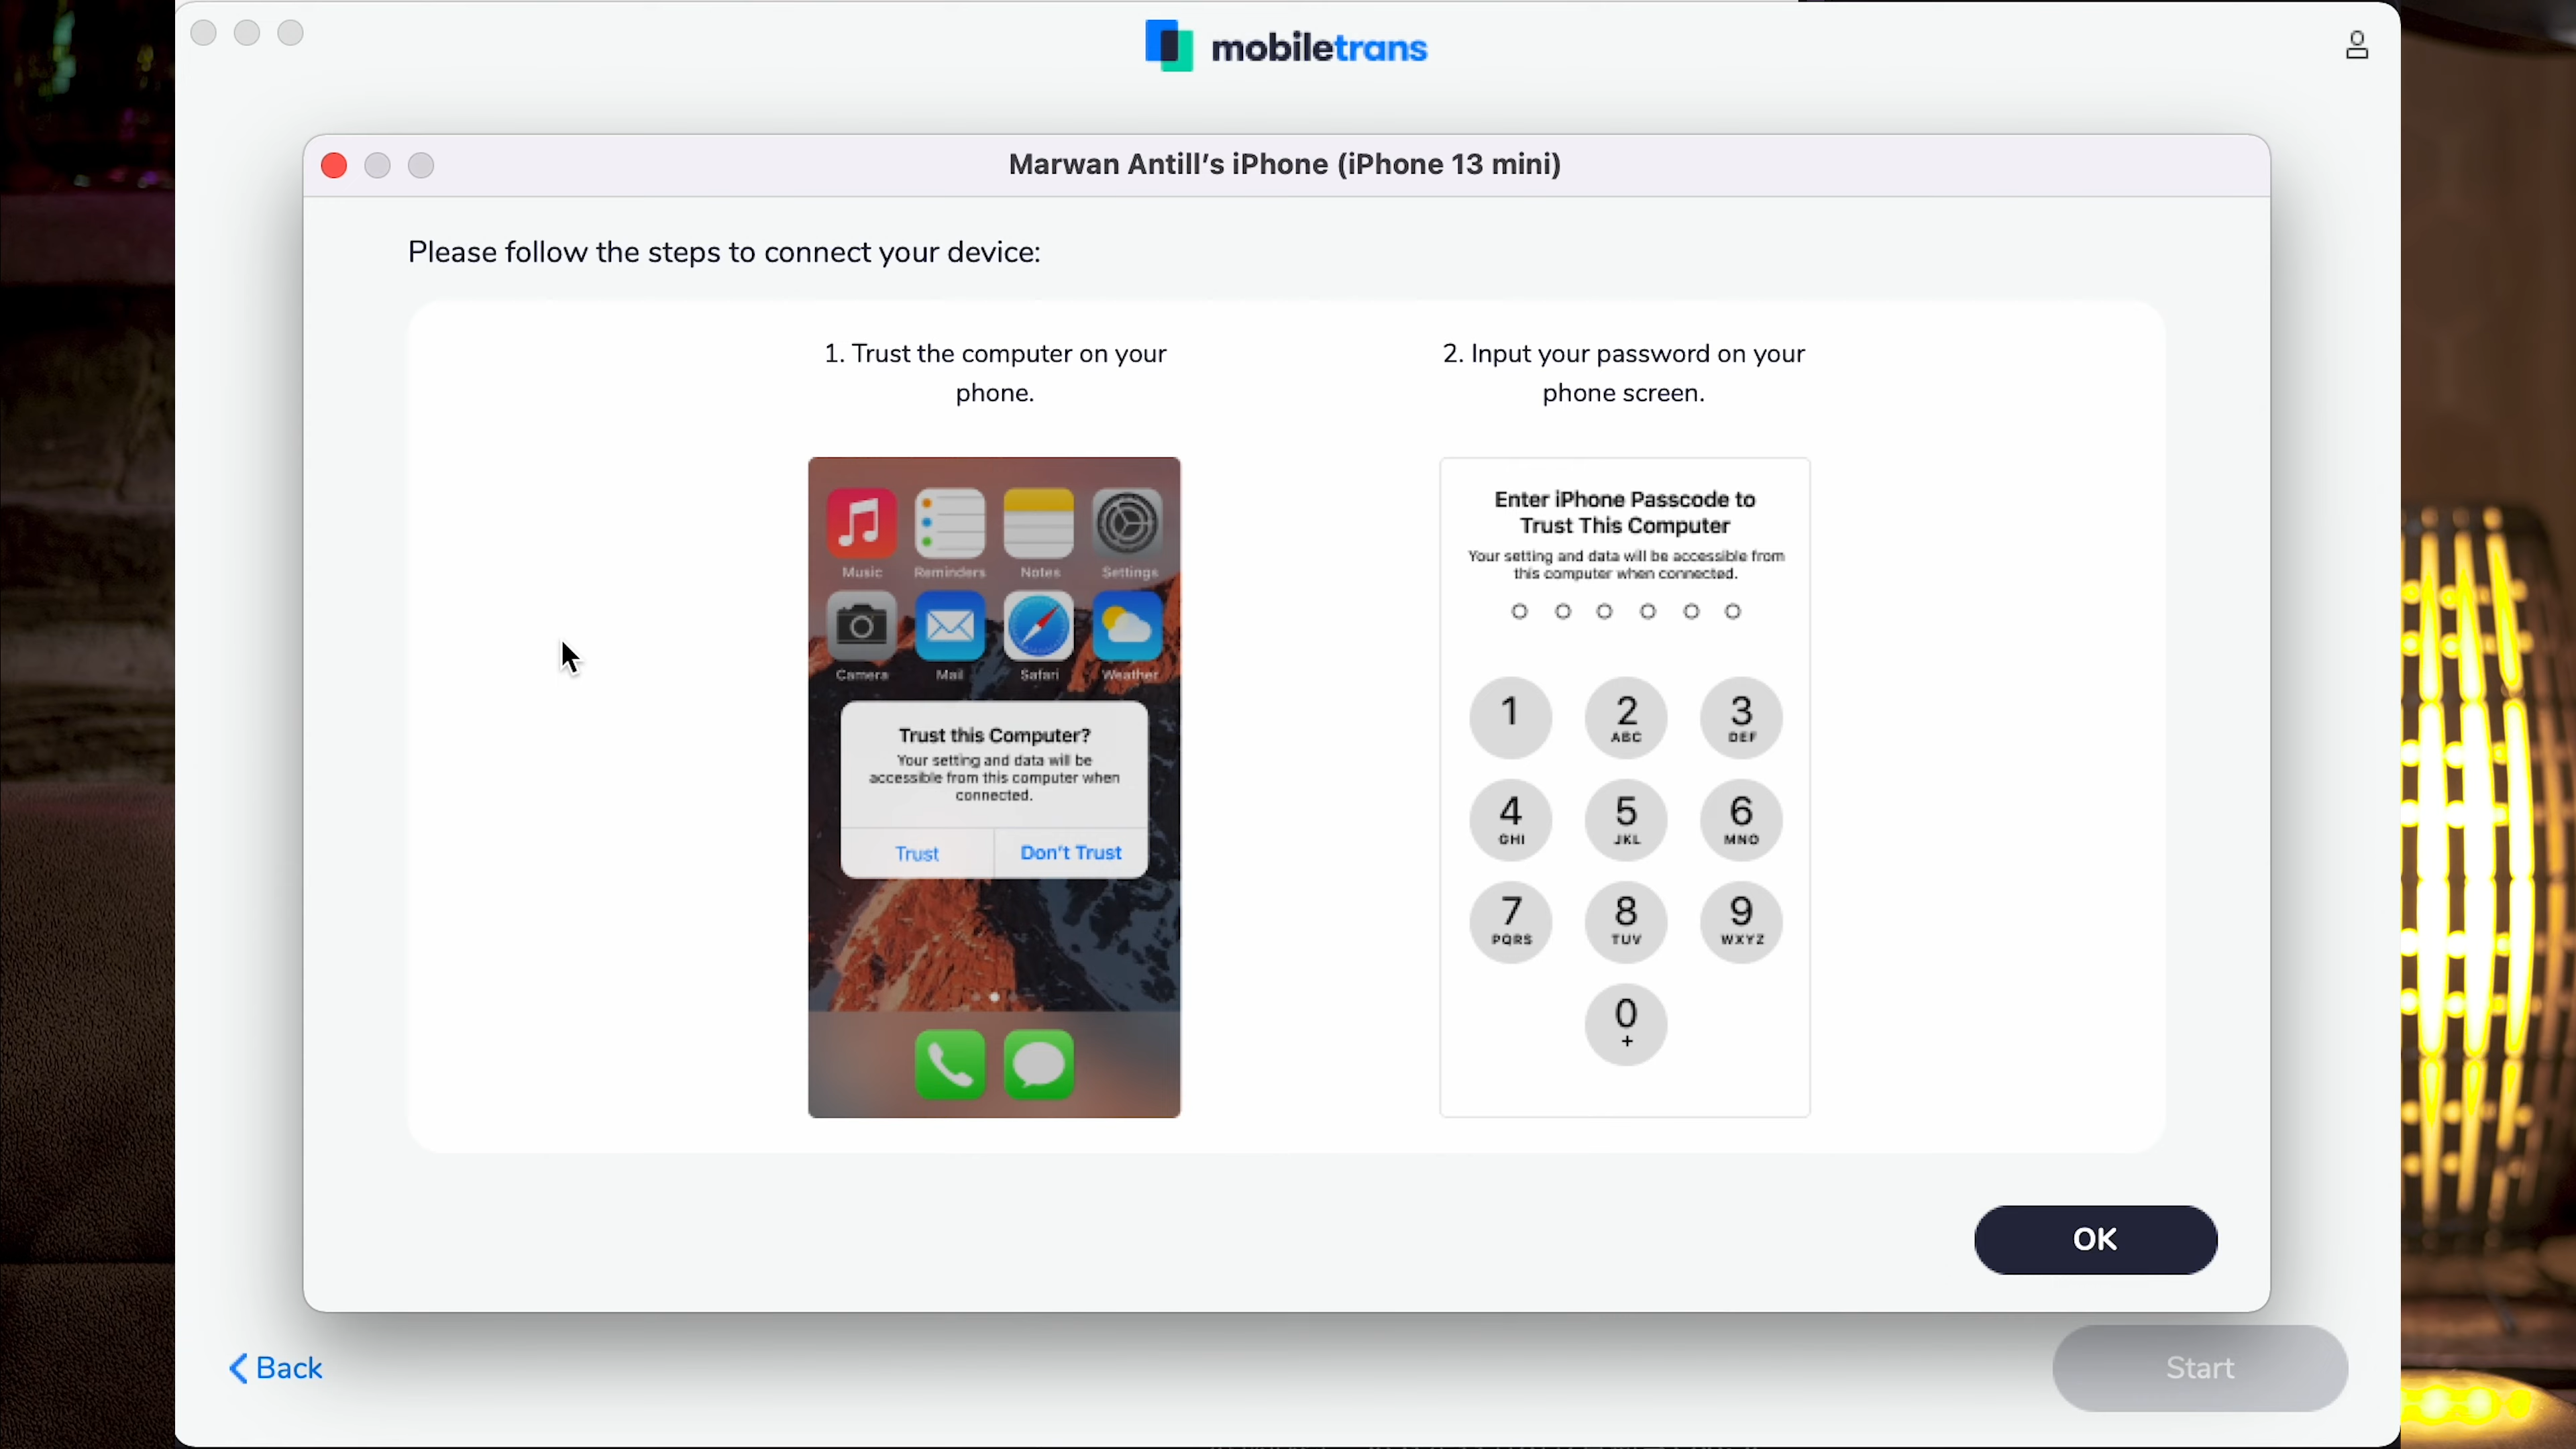 mobiletrans
Marwan Antill's iPhone (iPhone 13 mini)
Please follow the steps to connect your device:
1. Trust the computer on your
phone.
2. Input your password on your
phone screen.
Music Reminders Notes Settings
Camera Mail Safari Weather
Trust this Computer?
Your setting and data will be
accessible from this computer when
connected.
Trust Don't Trust
Enter iPhone Passcode to
Trust This Computer
Your setting and data will be accessible from
this computer when connected.
1 2 3
ABC DEF
4 5 6
GHI JKL MNO
7 8 9
PQRS TUV WXYZ
0
+
OK
Back
Start